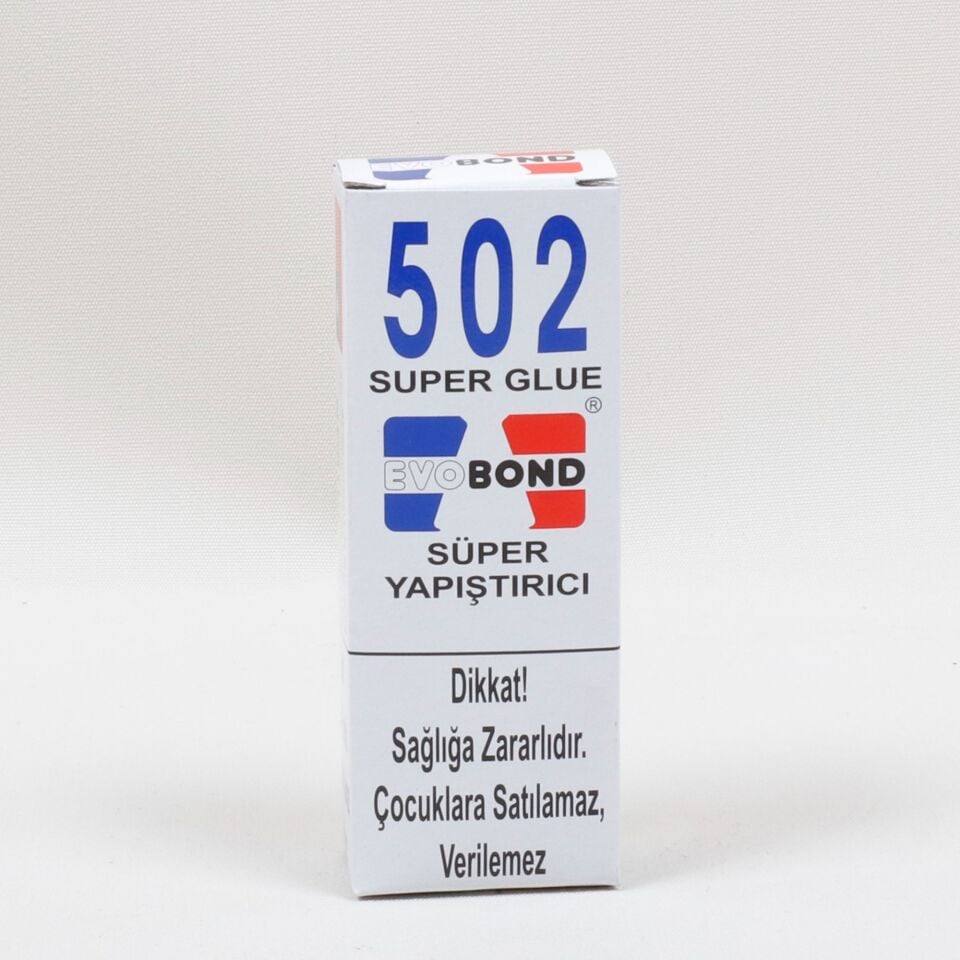 EVOBOND
502
SUPER GLUE
®
EVOBOND
SÜPER
YAPIŞTIRICI
Dikkat!
Sağlığa Zararlıdır.
Çocuklara Satılamaz,
Verilemez